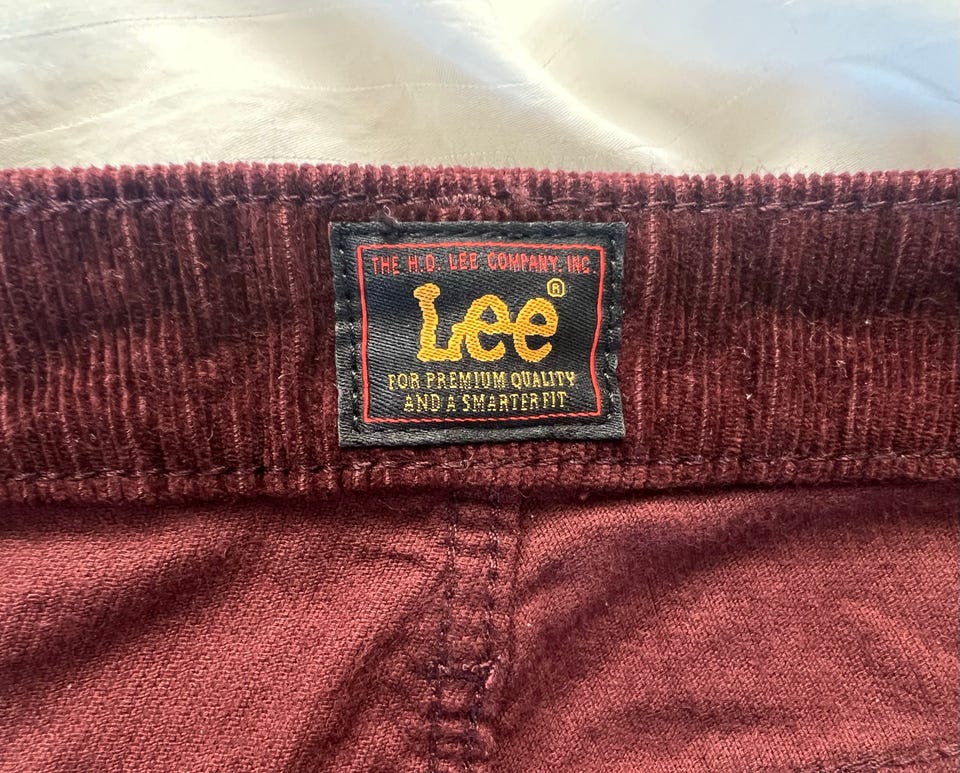 THE H.D. LEE COMPANY, INC.
Lee®
FOR PREMIUM QUALITY
AND A SMARTER FIT